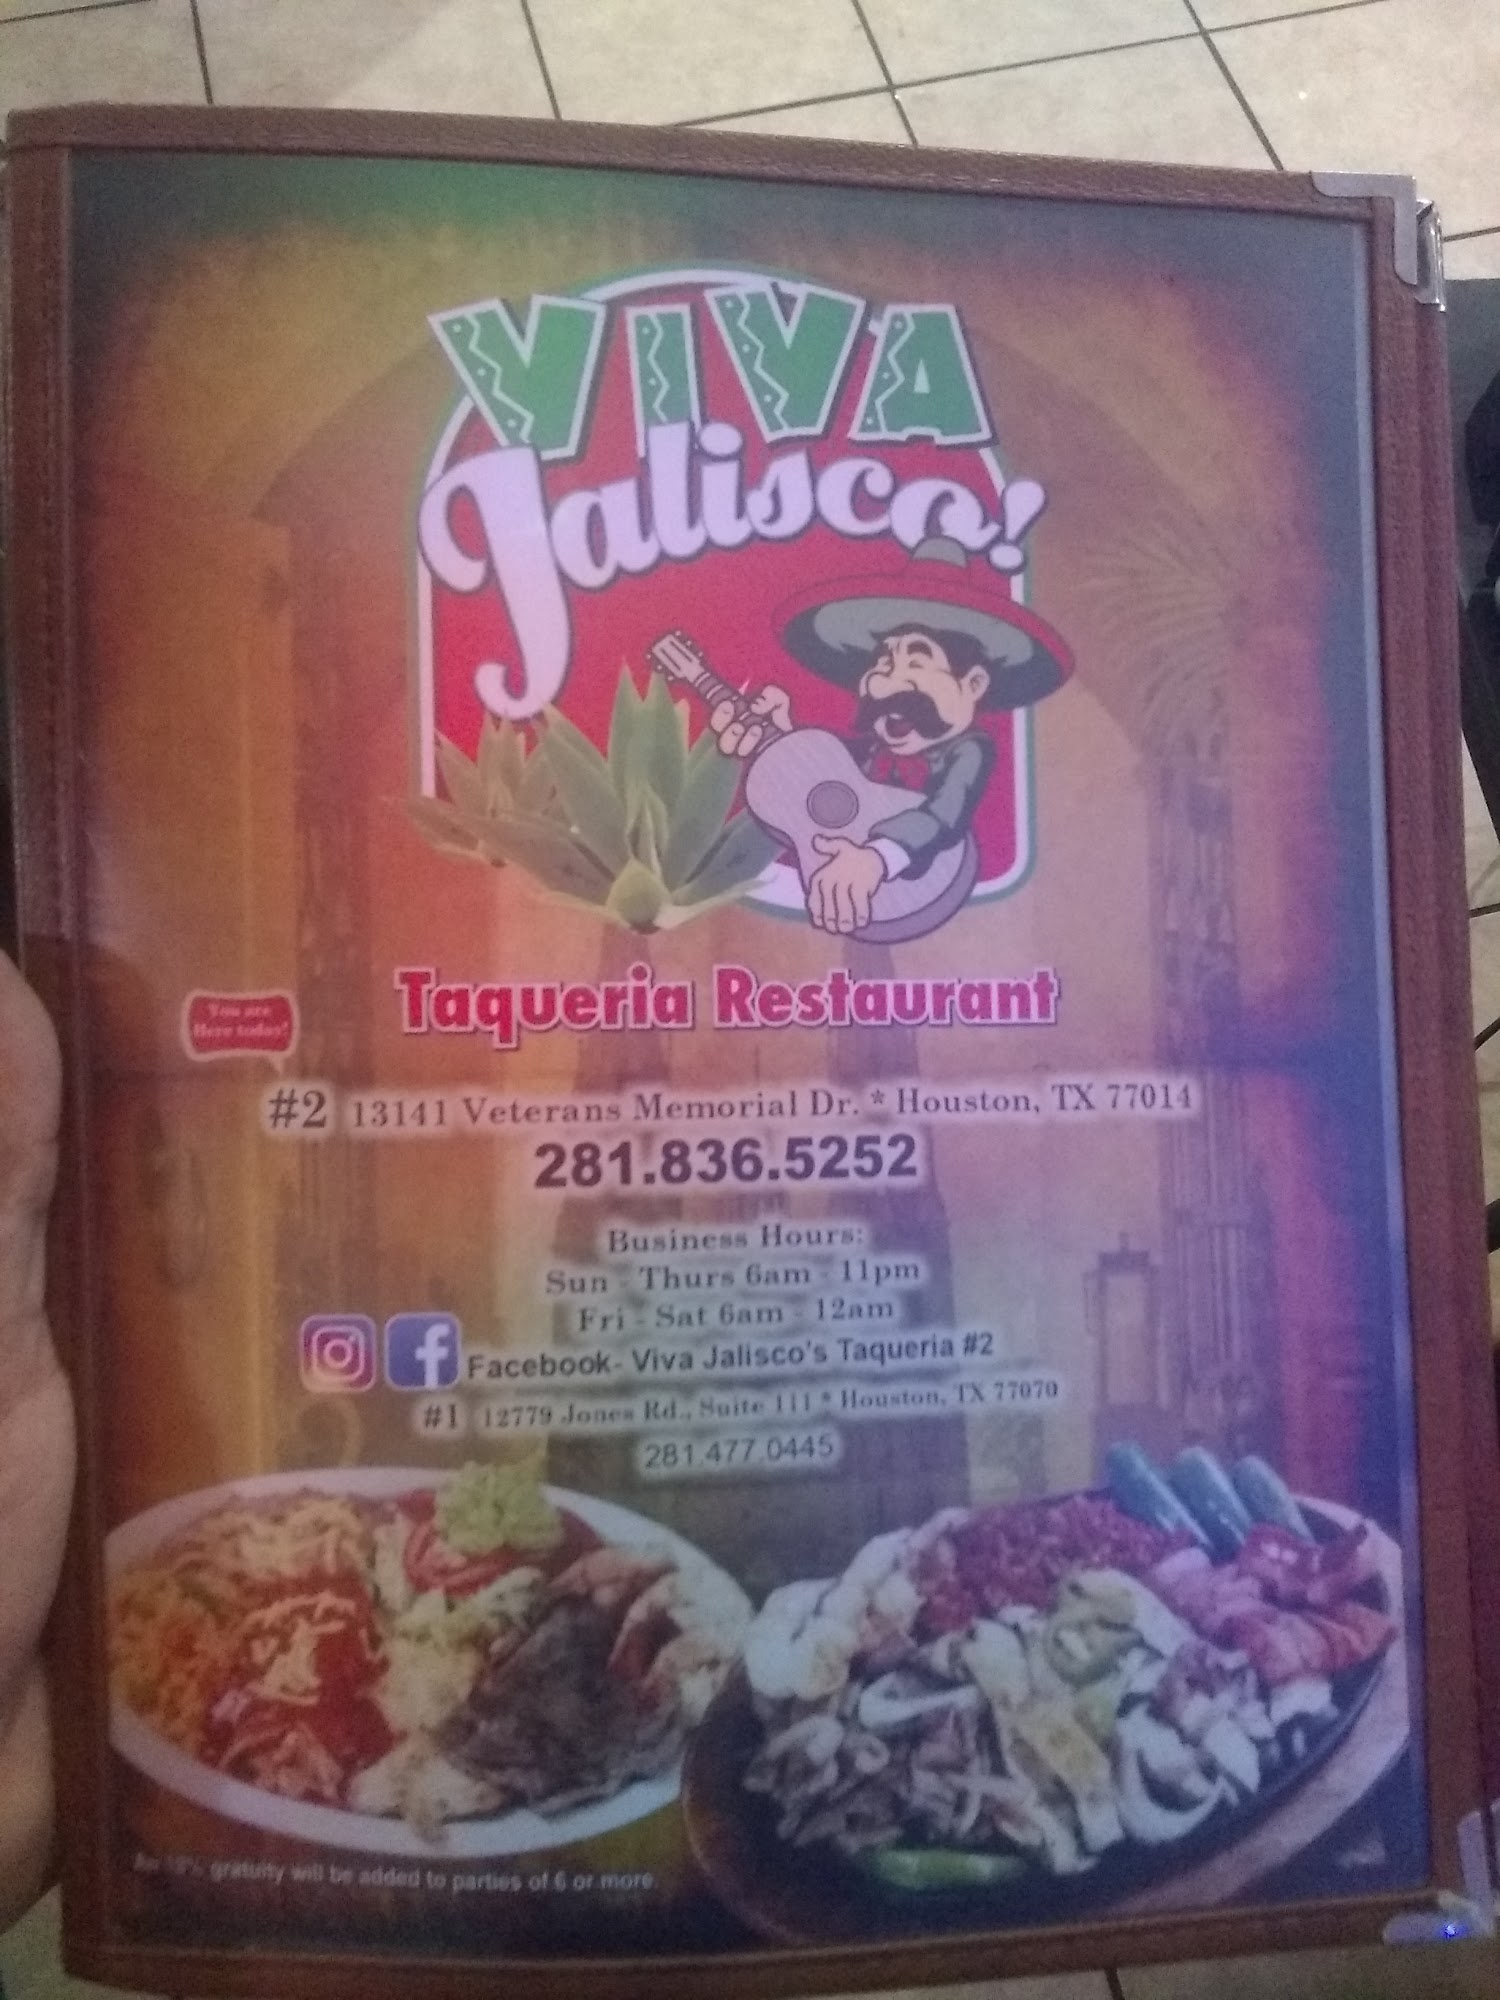 VIVA
Jalisco!
Taqueria Restaurant
You are
Here today!
#2 13141 Veterans Memorial Dr. * Houston, TX 77014
281.836.5252
Business Hours:
Sun - Thurs 6am - 11pm
Fri - Sat 6am - 12am
Facebook- Viva Jalisco's Taqueria #2
#1 12779 Jones Rd., Suite 111 * Houston, TX 77070
281.477.0445
An 18% gratuity will be added to parties of 6 or more.